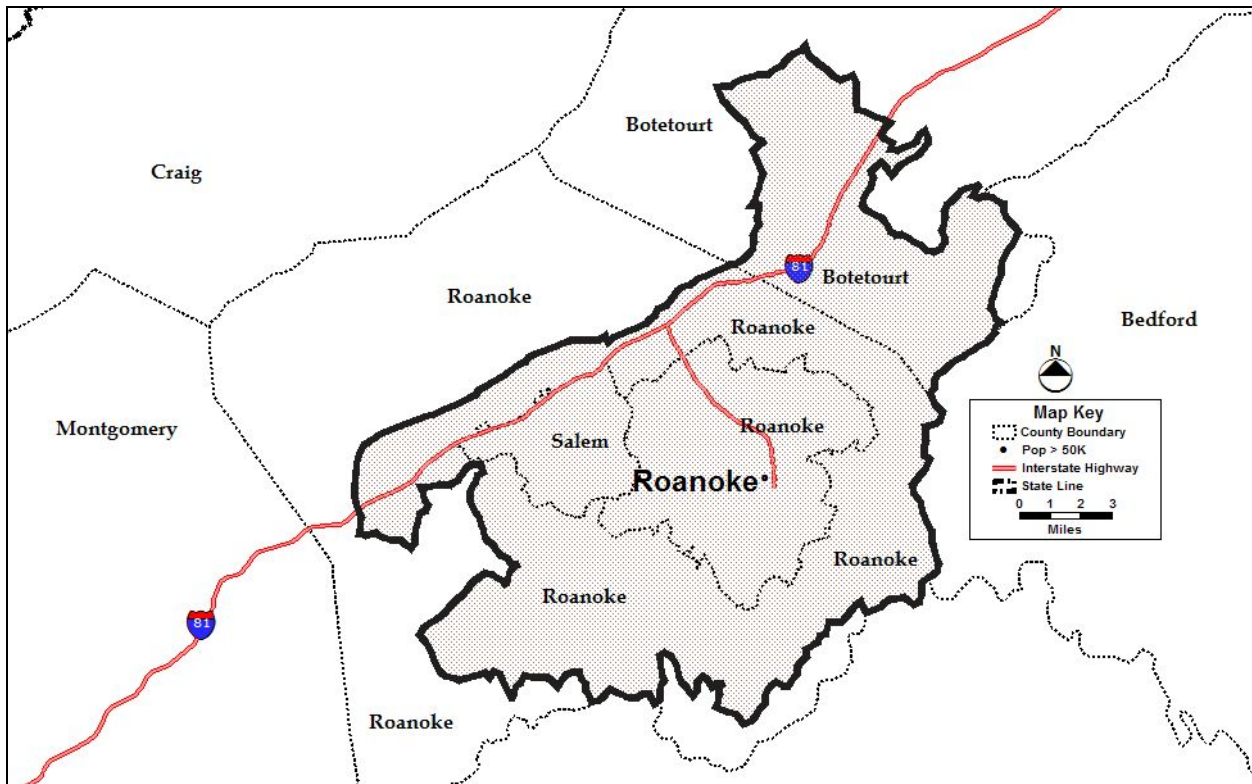 Botetourt
Craig
81
Botetourt
Roanoke
Roanoke
Bedford
N
Map Key
County Boundary
Pop > 50K
Interstate Highway
State Line
0 1 2 3
Miles
Montgomery
Salem
Roanoke
Roanoke
Roanoke
Roanoke
81
Roanoke